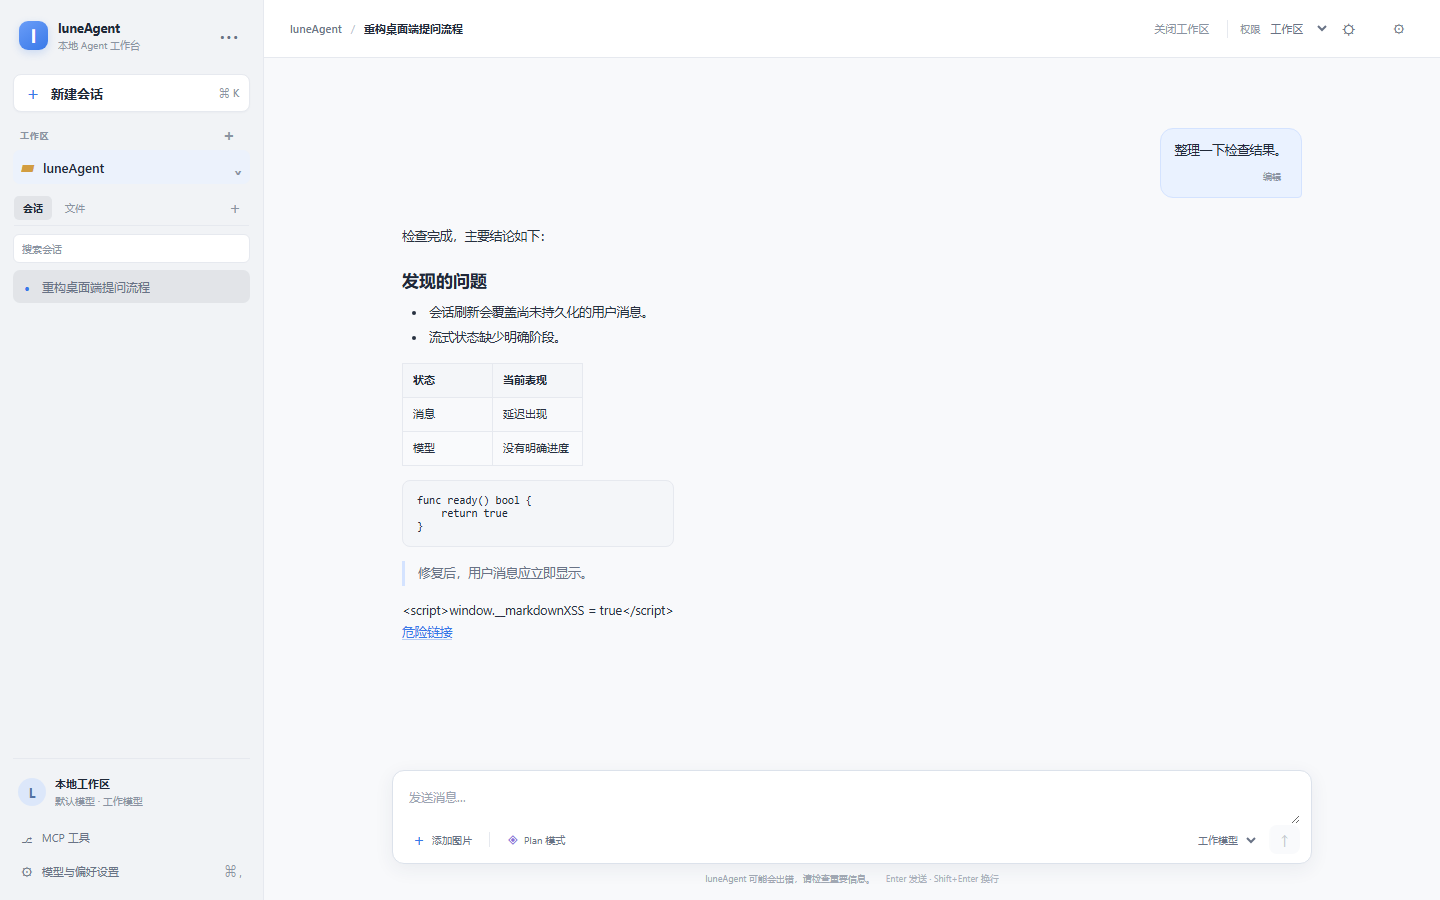 l luneAgent
本地 Agent 工作台
+ 新建会话 ⌘ K
工作区 +
luneAgent
会话 文件 +
搜索会话
重构桌面端提问流程
L 本地工作区
默认模型 · 工作模型
MCP 工具
模型与偏好设置 ⌘ ,
luneAgent / 重构桌面端提问流程
关闭工作区 权限 工作区
整理一下检查结果。
编辑
检查完成，主要结论如下：
发现的问题
• 会话刷新会覆盖尚未持久化的用户消息。
• 流式状态缺少明确阶段。
状态 当前表现
消息 延迟出现
模型 没有明确进度
func ready() bool {
    return true
}
修复后，用户消息应立即显示。
<script>window.__markdownXSS = true</script>
危险链接
发送消息...
+ 添加图片 Plan 模式 工作模型 ↑
luneAgent 可能会出错，请检查重要信息。 Enter 发送 · Shift+Enter 换行